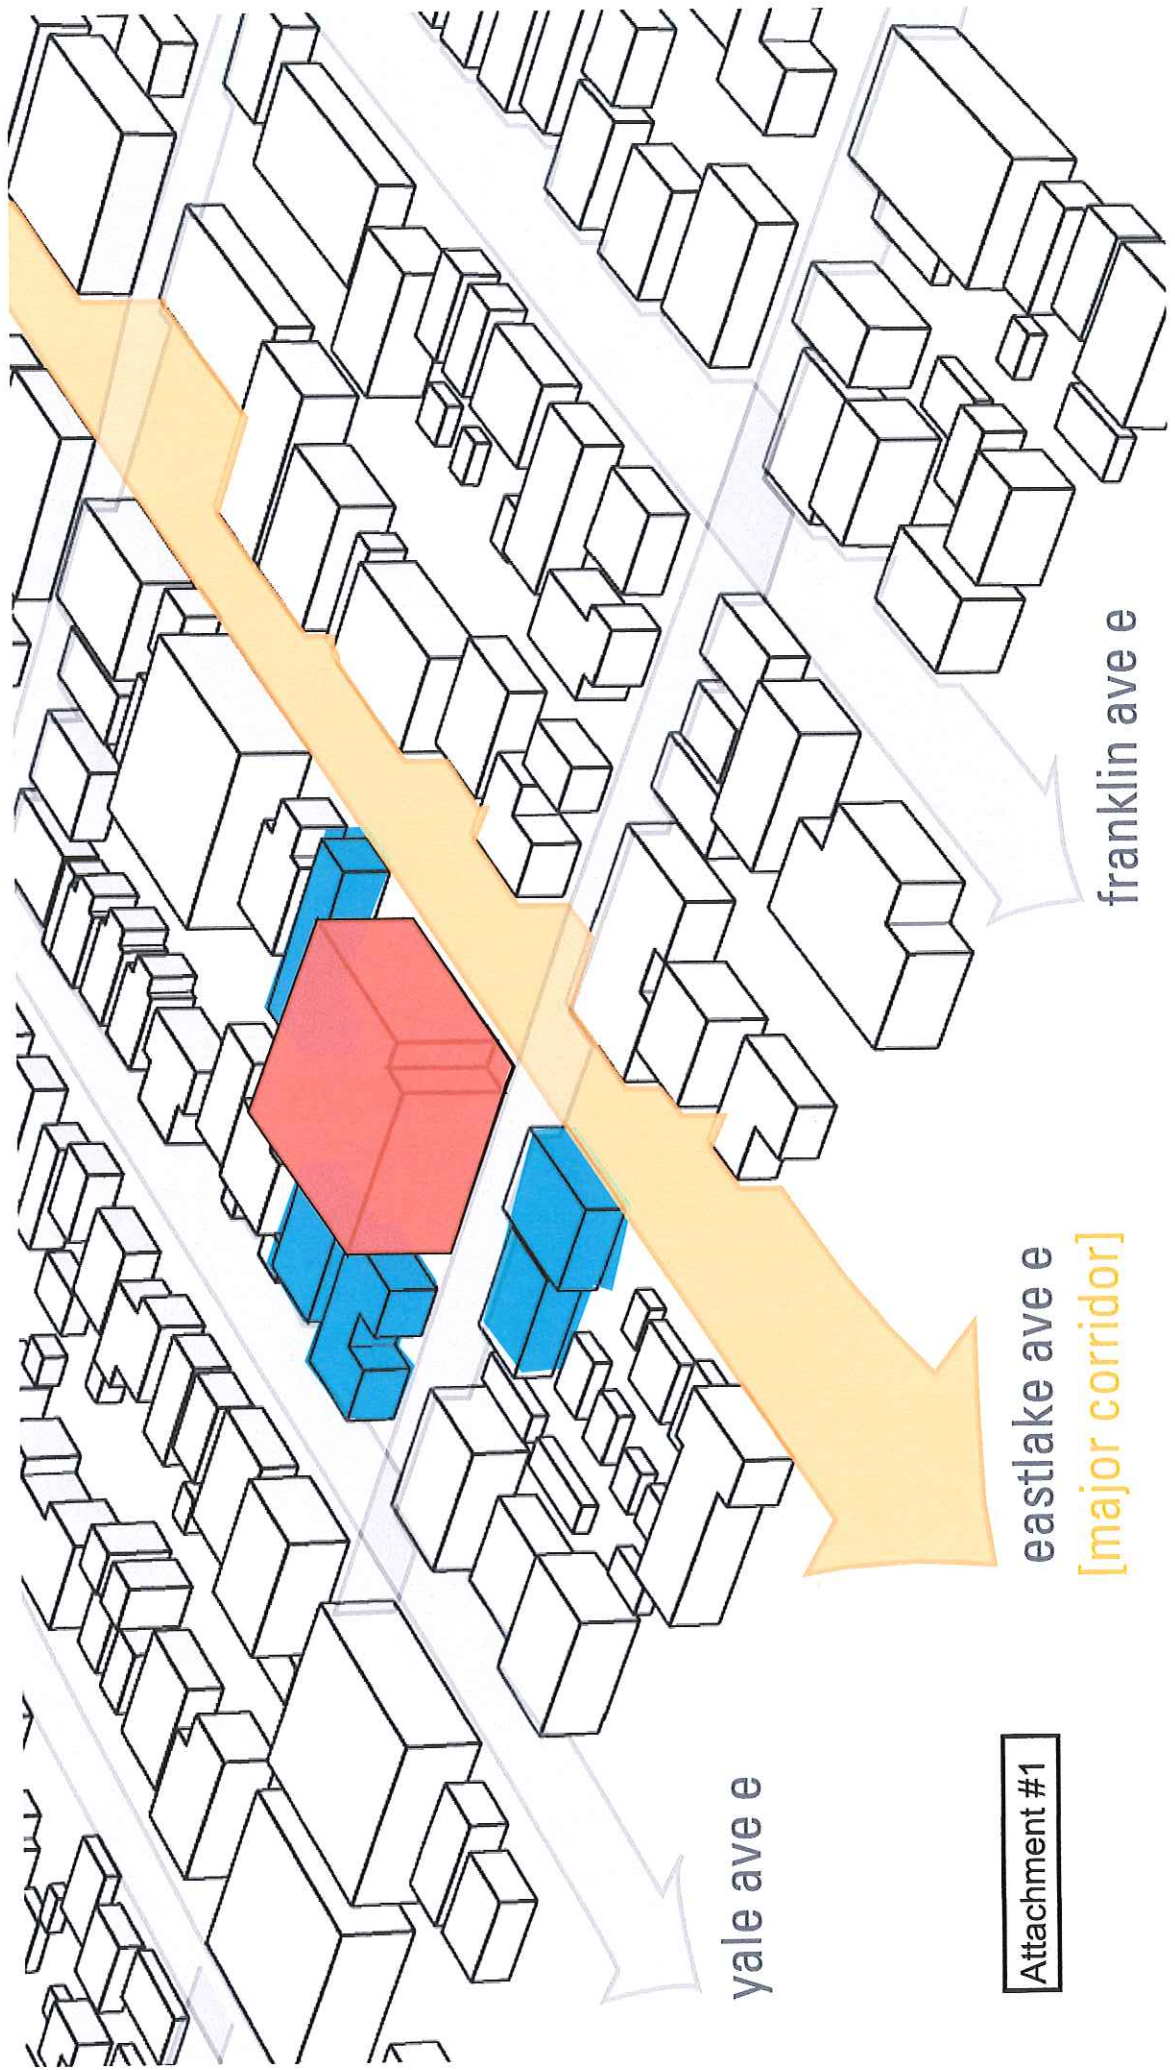 franklin ave e
eastlake ave e
[major corridor]
yale ave e
Attachment #1